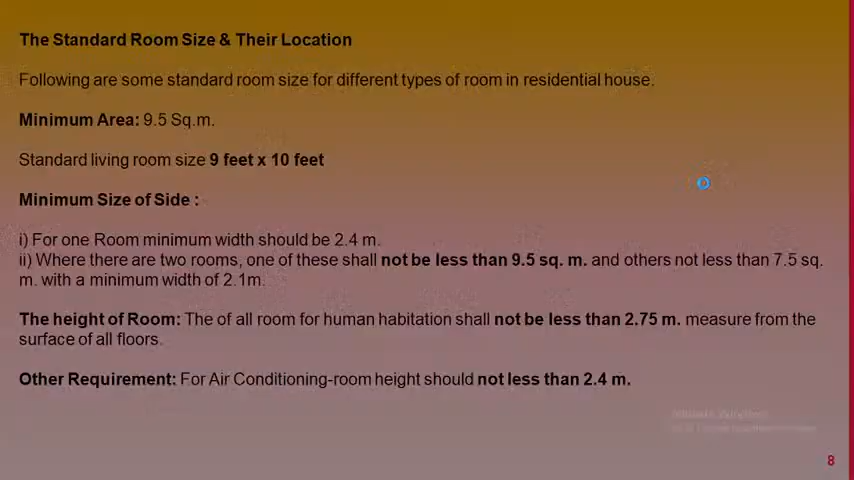 The Standard Room Size & Their Location
Following are some standard room size for different types of room in residential house.
Minimum Area: 9.5 Sq.m.
Standard living room size 9 feet x 10 feet
Minimum Size of Side :
i) For one Room minimum width should be 2.4 m.
ii) Where there are two rooms, one of these shall not be less than 9.5 sq. m. and others not less than 7.5 sq.
m. with a minimum width of 2.1m.
The height of Room: The of all room for human habitation shall not be less than 2.75 m. measure from the
surface of all floors.
Other Requirement: For Air Conditioning-room height should not less than 2.4 m.
8